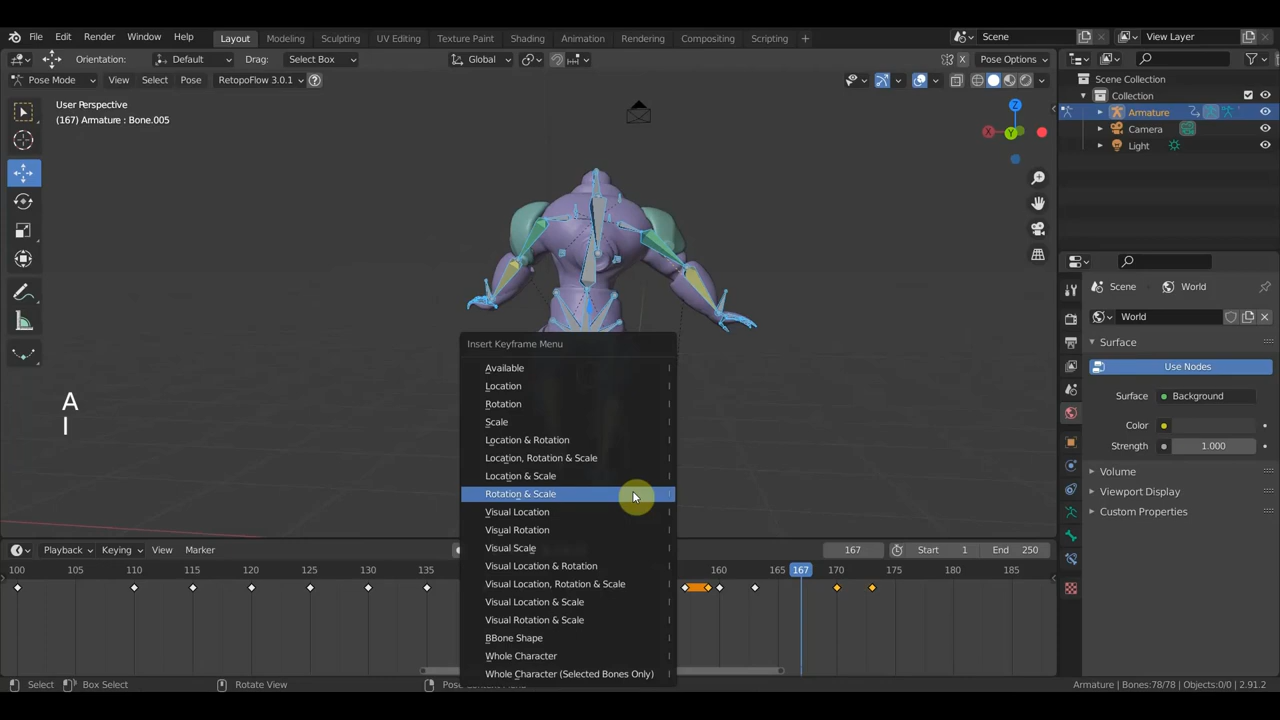 File Edit Render Window Help Layout Modeling Sculpting UV Editing Texture Paint Shading Animation Rendering Compositing Scripting + Scene View Layer
Orientation: Default Drag: Select Box Global X Pose Options
Pose Mode View Select Pose RetopoFlow 3.0.1 ?
User Perspective
(167) Armature : Bone.005
Z
X
Y
Scene Collection
Collection
Armature
Camera
Light
Scene World
World
Surface
Use Nodes
Surface Background
Color
Strength 1.000
Volume
Viewport Display
Custom Properties
A
I
Insert Keyframe Menu
Available I
Location I
Rotation I
Scale I
Location & Rotation I
Location, Rotation & Scale I
Location & Scale I
Rotation & Scale I
Visual Location I
Visual Rotation I
Visual Scale I
Visual Location & Rotation I
Visual Location, Rotation & Scale I
Visual Location & Scale I
Visual Rotation & Scale I
BBone Shape I
Whole Character I
Whole Character (Selected Bones Only) I
Playback Keying View Marker 167 Start 1 End 250
100 105 110 115 120 125 130 135 160 165 167 170 175 180 185
Select Box Select Rotate View Armature | Bones:78/78 | Objects:0/0 | 2.91.2